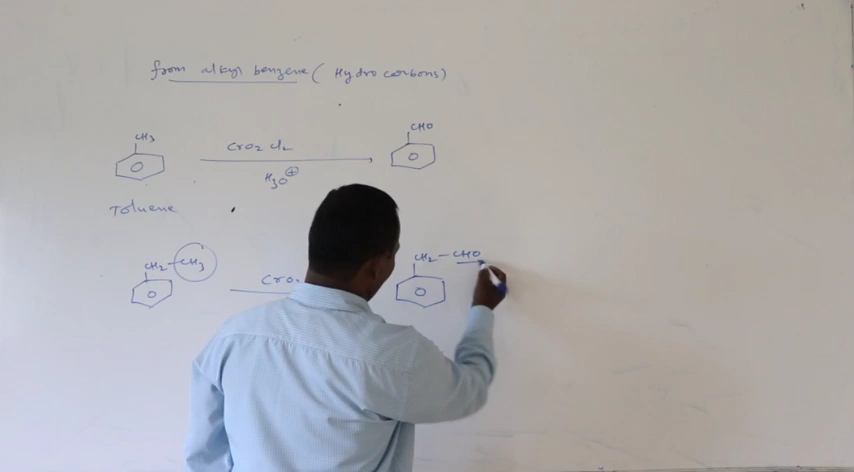 from alkyl benzene ( Hydro carbons )
CH3
CrO2 Cl2
CHO
H3O +
Toluene
CH2 - CH3
CrO2
CH2 - CHO